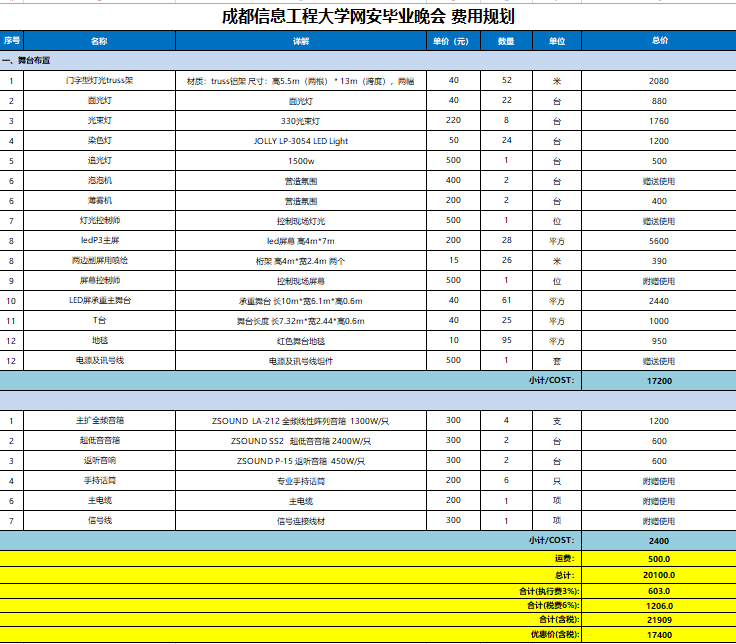 成都信息工程大学网安毕业晚会 费用规划
序号 名称 详解 单价（元） 数量 单位 总价
一、舞台布置
1 门字型灯光truss架 材质：truss铝架 尺寸：高5.5m（两根）* 13m（跨度），两幅 40 52 米 2080
2 面光灯 面光灯 40 22 台 880
3 光束灯 330光束灯 220 8 台 1760
4 染色灯 JOLLY LP-3054 LED Light 50 24 台 1200
5 追光灯 1500w 500 1 台 500
6 泡泡机 营造氛围 400 2 台 赠送使用
6 薄雾机 营造氛围 200 2 台 400
7 灯光控制师 控制现场灯光 500 1 位 赠送使用
8 ledP3主屏 led屏幕 高4m*7m 200 28 平方 5600
8 两边副屏用喷绘 桁架 高4m*宽2.4m 两个 15 26 米 390
9 屏幕控制师 控制现场屏幕 500 1 位 附赠使用
10 LED屏承重主舞台 承重舞台 长10m*宽6.1m*高0.6m 40 61 平方 2440
11 T台 舞台长度 长7.32m*宽2.44*高0.6m 40 25 平方 1000
12 地毯 红色舞台地毯 10 95 平方 950
12 电源及讯号线 电源及讯号线组件 500 1 套 赠送使用
小计/COST： 17200
1 主扩全频音箱 ZSOUND LA-212 全频线性阵列音箱 1300W/只 300 4 支 1200
2 超低音音箱 ZSOUND SS2 超低音音箱 2400W/只 300 2 台 600
3 返听音响 ZSOUND P-15 返听音箱 450W/只 300 2 台 600
4 手持话筒 专业手持话筒 200 6 只 附赠使用
6 主电缆 主电缆 200 1 项 附赠使用
7 信号线 信号连接线材 300 1 项 附赠使用
小计/COST： 2400
运费： 500.0
总计： 20100.0
合计(执行费3%)： 603.0
合计(税费6%)： 1206.0
合计(含税)： 21909
优惠价(含税)： 17400